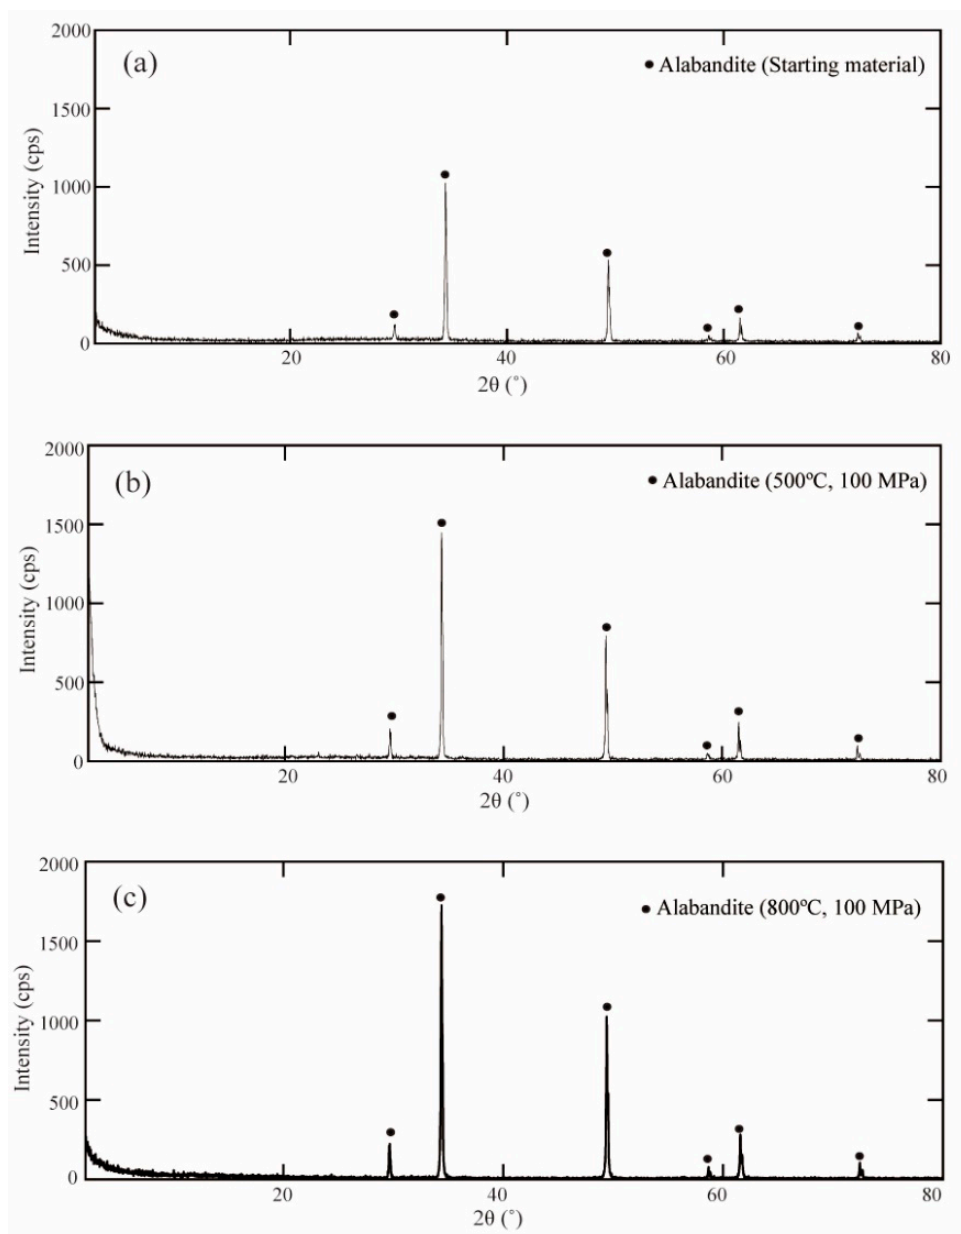 2000
(a)
● Alabandite (Starting material)
1500
Intensity (cps)
1000
500
0
20
40
60
80
2θ (˚)
2000
(b)
● Alabandite (500ºC, 100 MPa)
1500
Intensity (cps)
1000
500
0
20
40
60
80
2θ (˚)
2000
(c)
● Alabandite (800ºC, 100 MPa)
1500
Intensity (cps)
1000
500
0
20
40
60
80
2θ (˚)